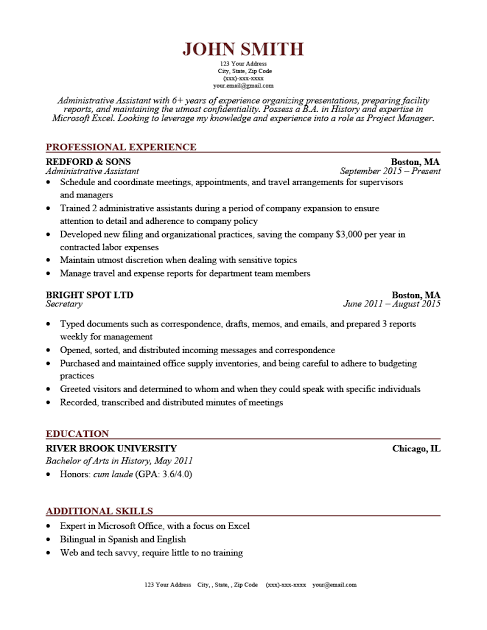 JOHN SMITH
123 Your Address
City, State, Zip Code
(xxx)-xxx-xxxx
your.email@gmail.com
Administrative Assistant with 6+ years of experience organizing presentations, preparing facility
reports, and maintaining the utmost confidentiality. Possess a B.A. in History and expertise in
Microsoft Excel. Looking to leverage my knowledge and experience into a role as Project Manager.
PROFESSIONAL EXPERIENCE
REDFORD & SONS Boston, MA
Administrative Assistant September 2015 – Present
• Schedule and coordinate meetings, appointments, and travel arrangements for supervisors
and managers
• Trained 2 administrative assistants during a period of company expansion to ensure
attention to detail and adherence to company policy
• Developed new filing and organizational practices, saving the company $3,000 per year in
contracted labor expenses
• Maintain utmost discretion when dealing with sensitive topics
• Manage travel and expense reports for department team members
BRIGHT SPOT LTD Boston, MA
Secretary June 2011 – August 2015
• Typed documents such as correspondence, drafts, memos, and emails, and prepared 3 reports
weekly for management
• Opened, sorted, and distributed incoming messages and correspondence
• Purchased and maintained office supply inventories, and being careful to adhere to budgeting
practices
• Greeted visitors and determined to whom and when they could speak with specific individuals
• Recorded, transcribed and distributed minutes of meetings
EDUCATION
RIVER BROOK UNIVERSITY Chicago, IL
Bachelor of Arts in History, May 2011
• Honors: cum laude (GPA: 3.6/4.0)
ADDITIONAL SKILLS
• Expert in Microsoft Office, with a focus on Excel
• Bilingual in Spanish and English
• Web and tech savvy, require little to no training
123 Your Address City, , State, , Zip Code (xxx)-xxx-xxxx your@email.com